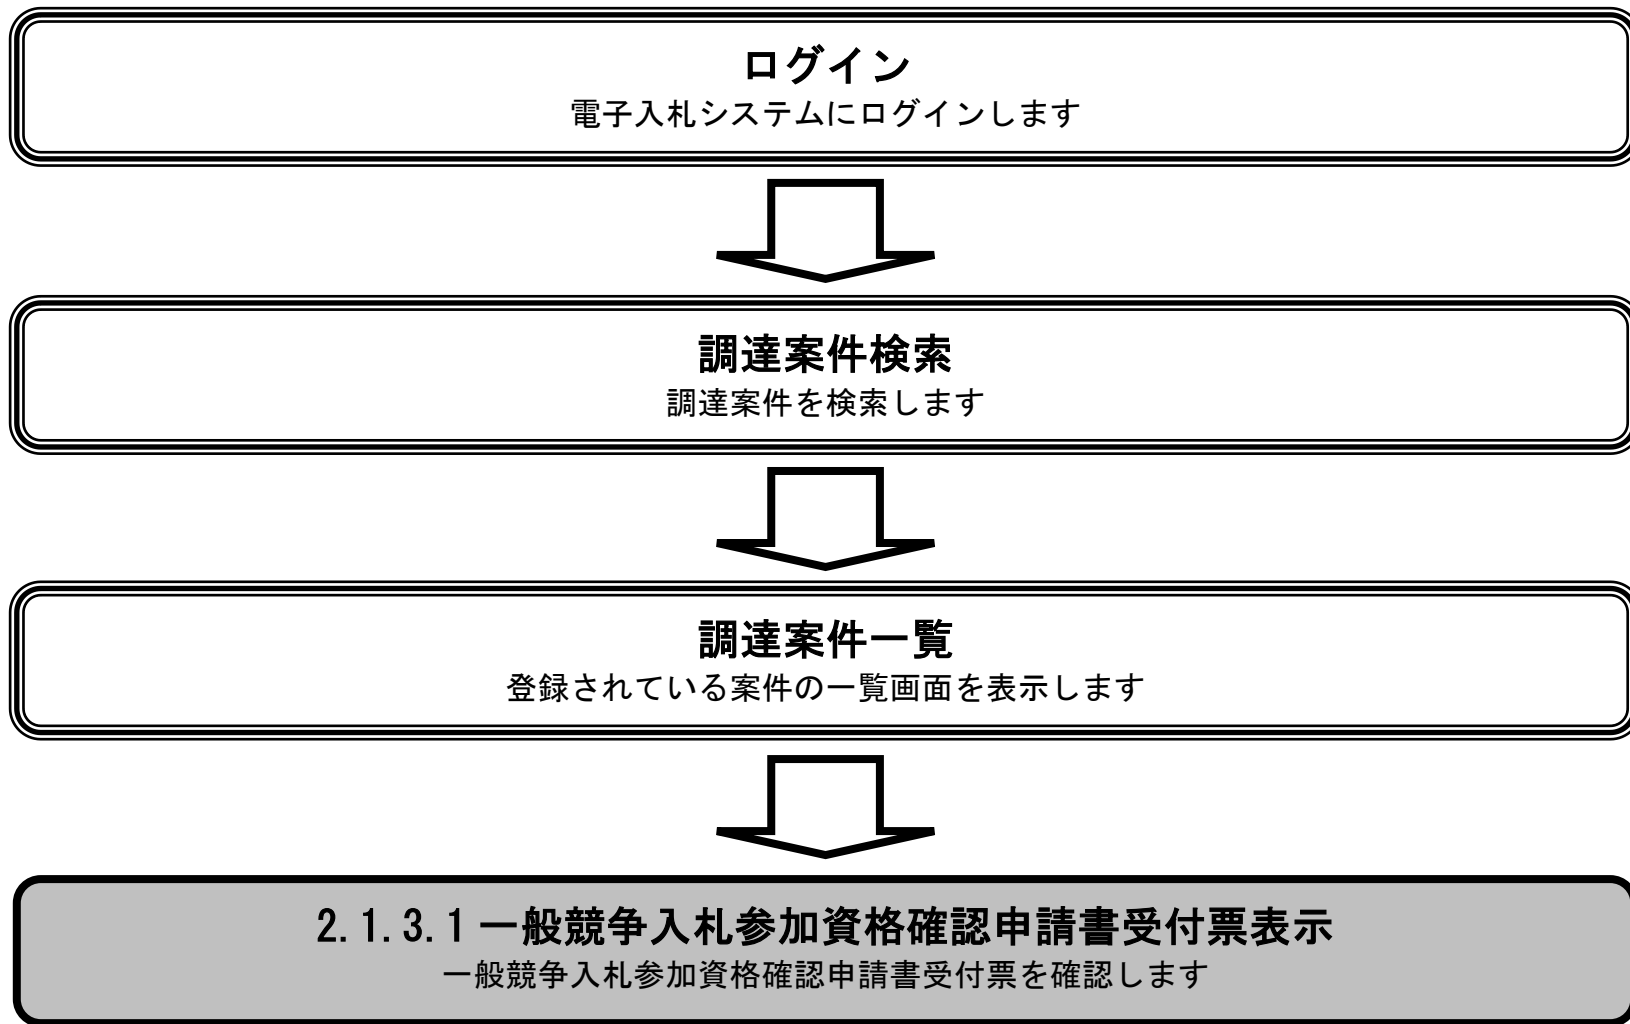 ログイン
電子入札システムにログインします
調達案件検索
調達案件を検索します
調達案件一覧
登録されている案件の一覧画面を表示します
2.1.3.1 一般競争入札参加資格確認申請書受付票表示
一般競争入札参加資格確認申請書受付票を確認します